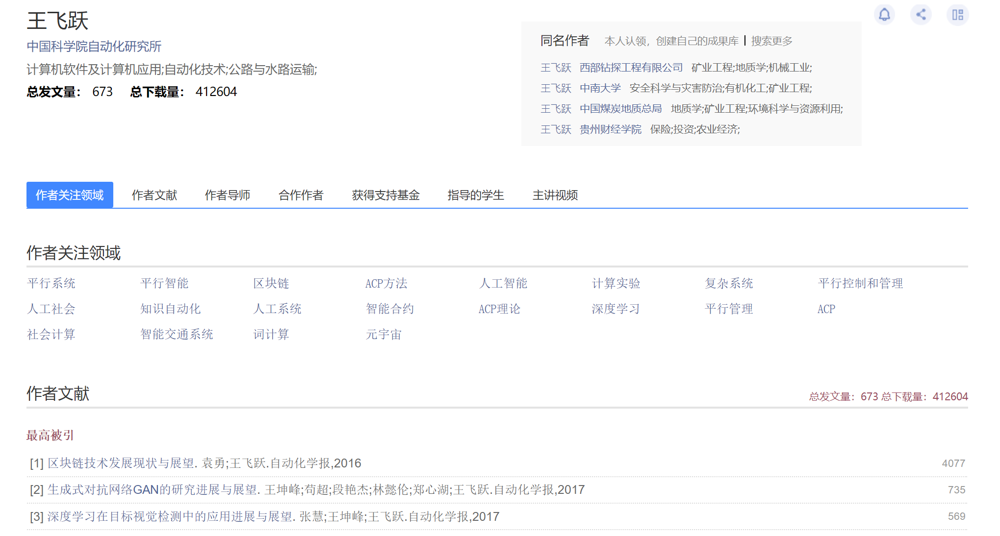 王飞跃
中国科学院自动化研究所
计算机软件及计算机应用;自动化技术;公路与水路运输;
总发文量： 673 总下载量： 412604
同名作者 本人认领，创建自己的成果库 | 搜索更多
王飞跃 西部钻探工程有限公司 矿业工程;地质学;机械工业;
王飞跃 中南大学 安全科学与灾害防治;有机化工;矿业工程;
王飞跃 中国煤炭地质总局 地质学;矿业工程;环境科学与资源利用;
王飞跃 贵州财经学院 保险;投资;农业经济;
作者关注领域 作者文献 作者导师 合作作者 获得支持基金 指导的学生 主讲视频
作者关注领域
平行系统 平行智能 区块链 ACP方法 人工智能 计算实验 复杂系统 平行控制和管理
人工社会 知识自动化 人工系统 智能合约 ACP理论 深度学习 平行管理 ACP
社会计算 智能交通系统 词计算 元宇宙
作者文献 总发文量：673 总下载量：412604
最高被引
[1] 区块链技术发展现状与展望. 袁勇;王飞跃.自动化学报,2016 4077
[2] 生成式对抗网络GAN的研究进展与展望. 王坤峰;苟超;段艳杰;林懿伦;郑心湖;王飞跃.自动化学报,2017 735
[3] 深度学习在目标视觉检测中的应用进展与展望. 张慧;王坤峰;王飞跃.自动化学报,2017 569